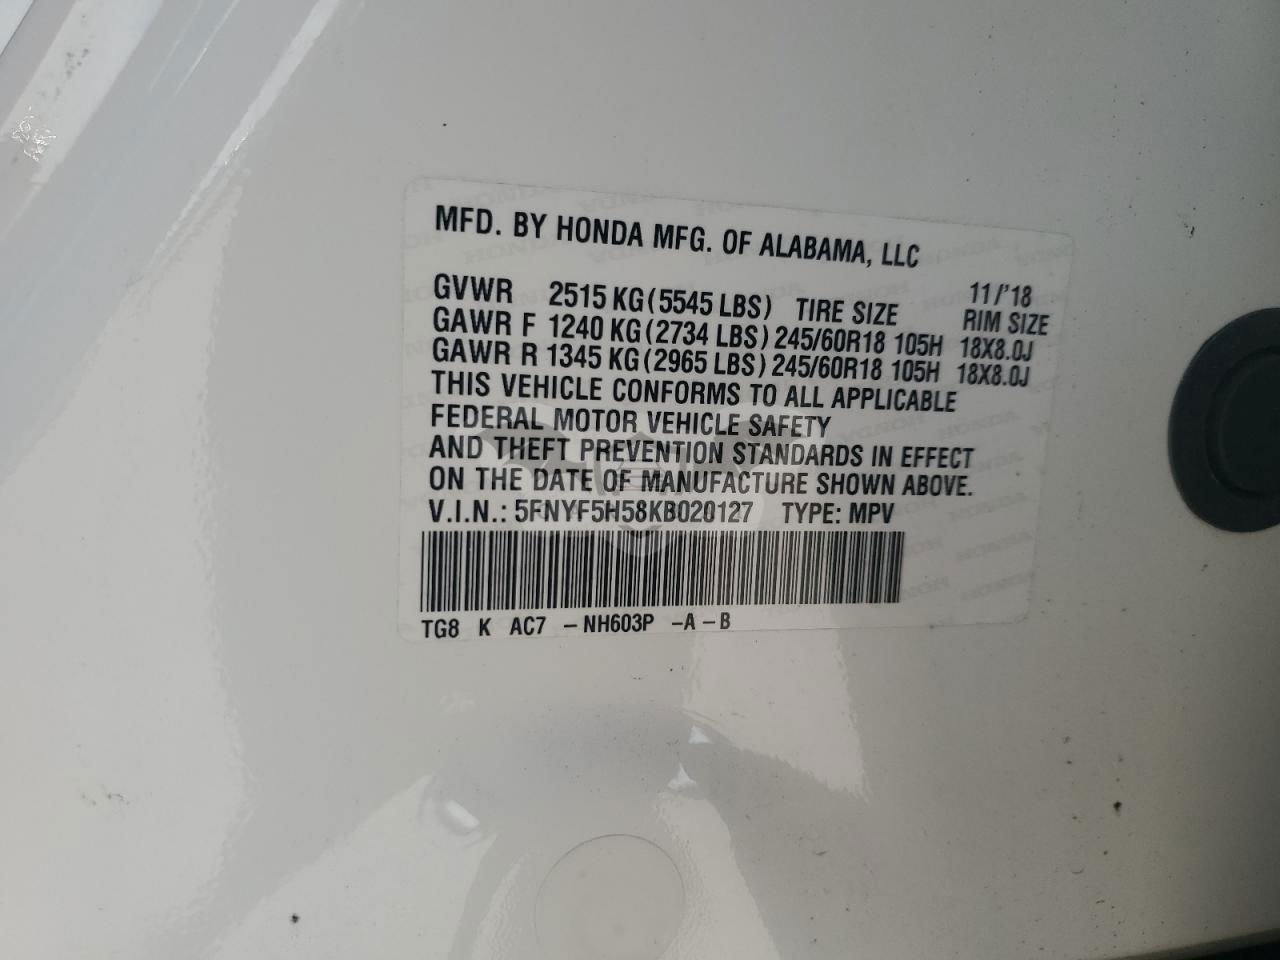 MFD. BY HONDA MFG. OF ALABAMA, LLC
11/'18
GVWR 2515 KG(5545 LBS) TIRE SIZE RIM SIZE
GAWR F 1240 KG(2734 LBS) 245/60R18 105H 18X8.0J
GAWR R 1345 KG(2965 LBS) 245/60R18 105H 18X8.0J
THIS VEHICLE CONFORMS TO ALL APPLICABLE
FEDERAL MOTOR VEHICLE SAFETY
AND THEFT PREVENTION STANDARDS IN EFFECT
ON THE DATE OF MANUFACTURE SHOWN ABOVE.
V.I.N.: 5FNYF5H58KB020127 TYPE: MPV
TG8 K AC7 -NH603P -A-B